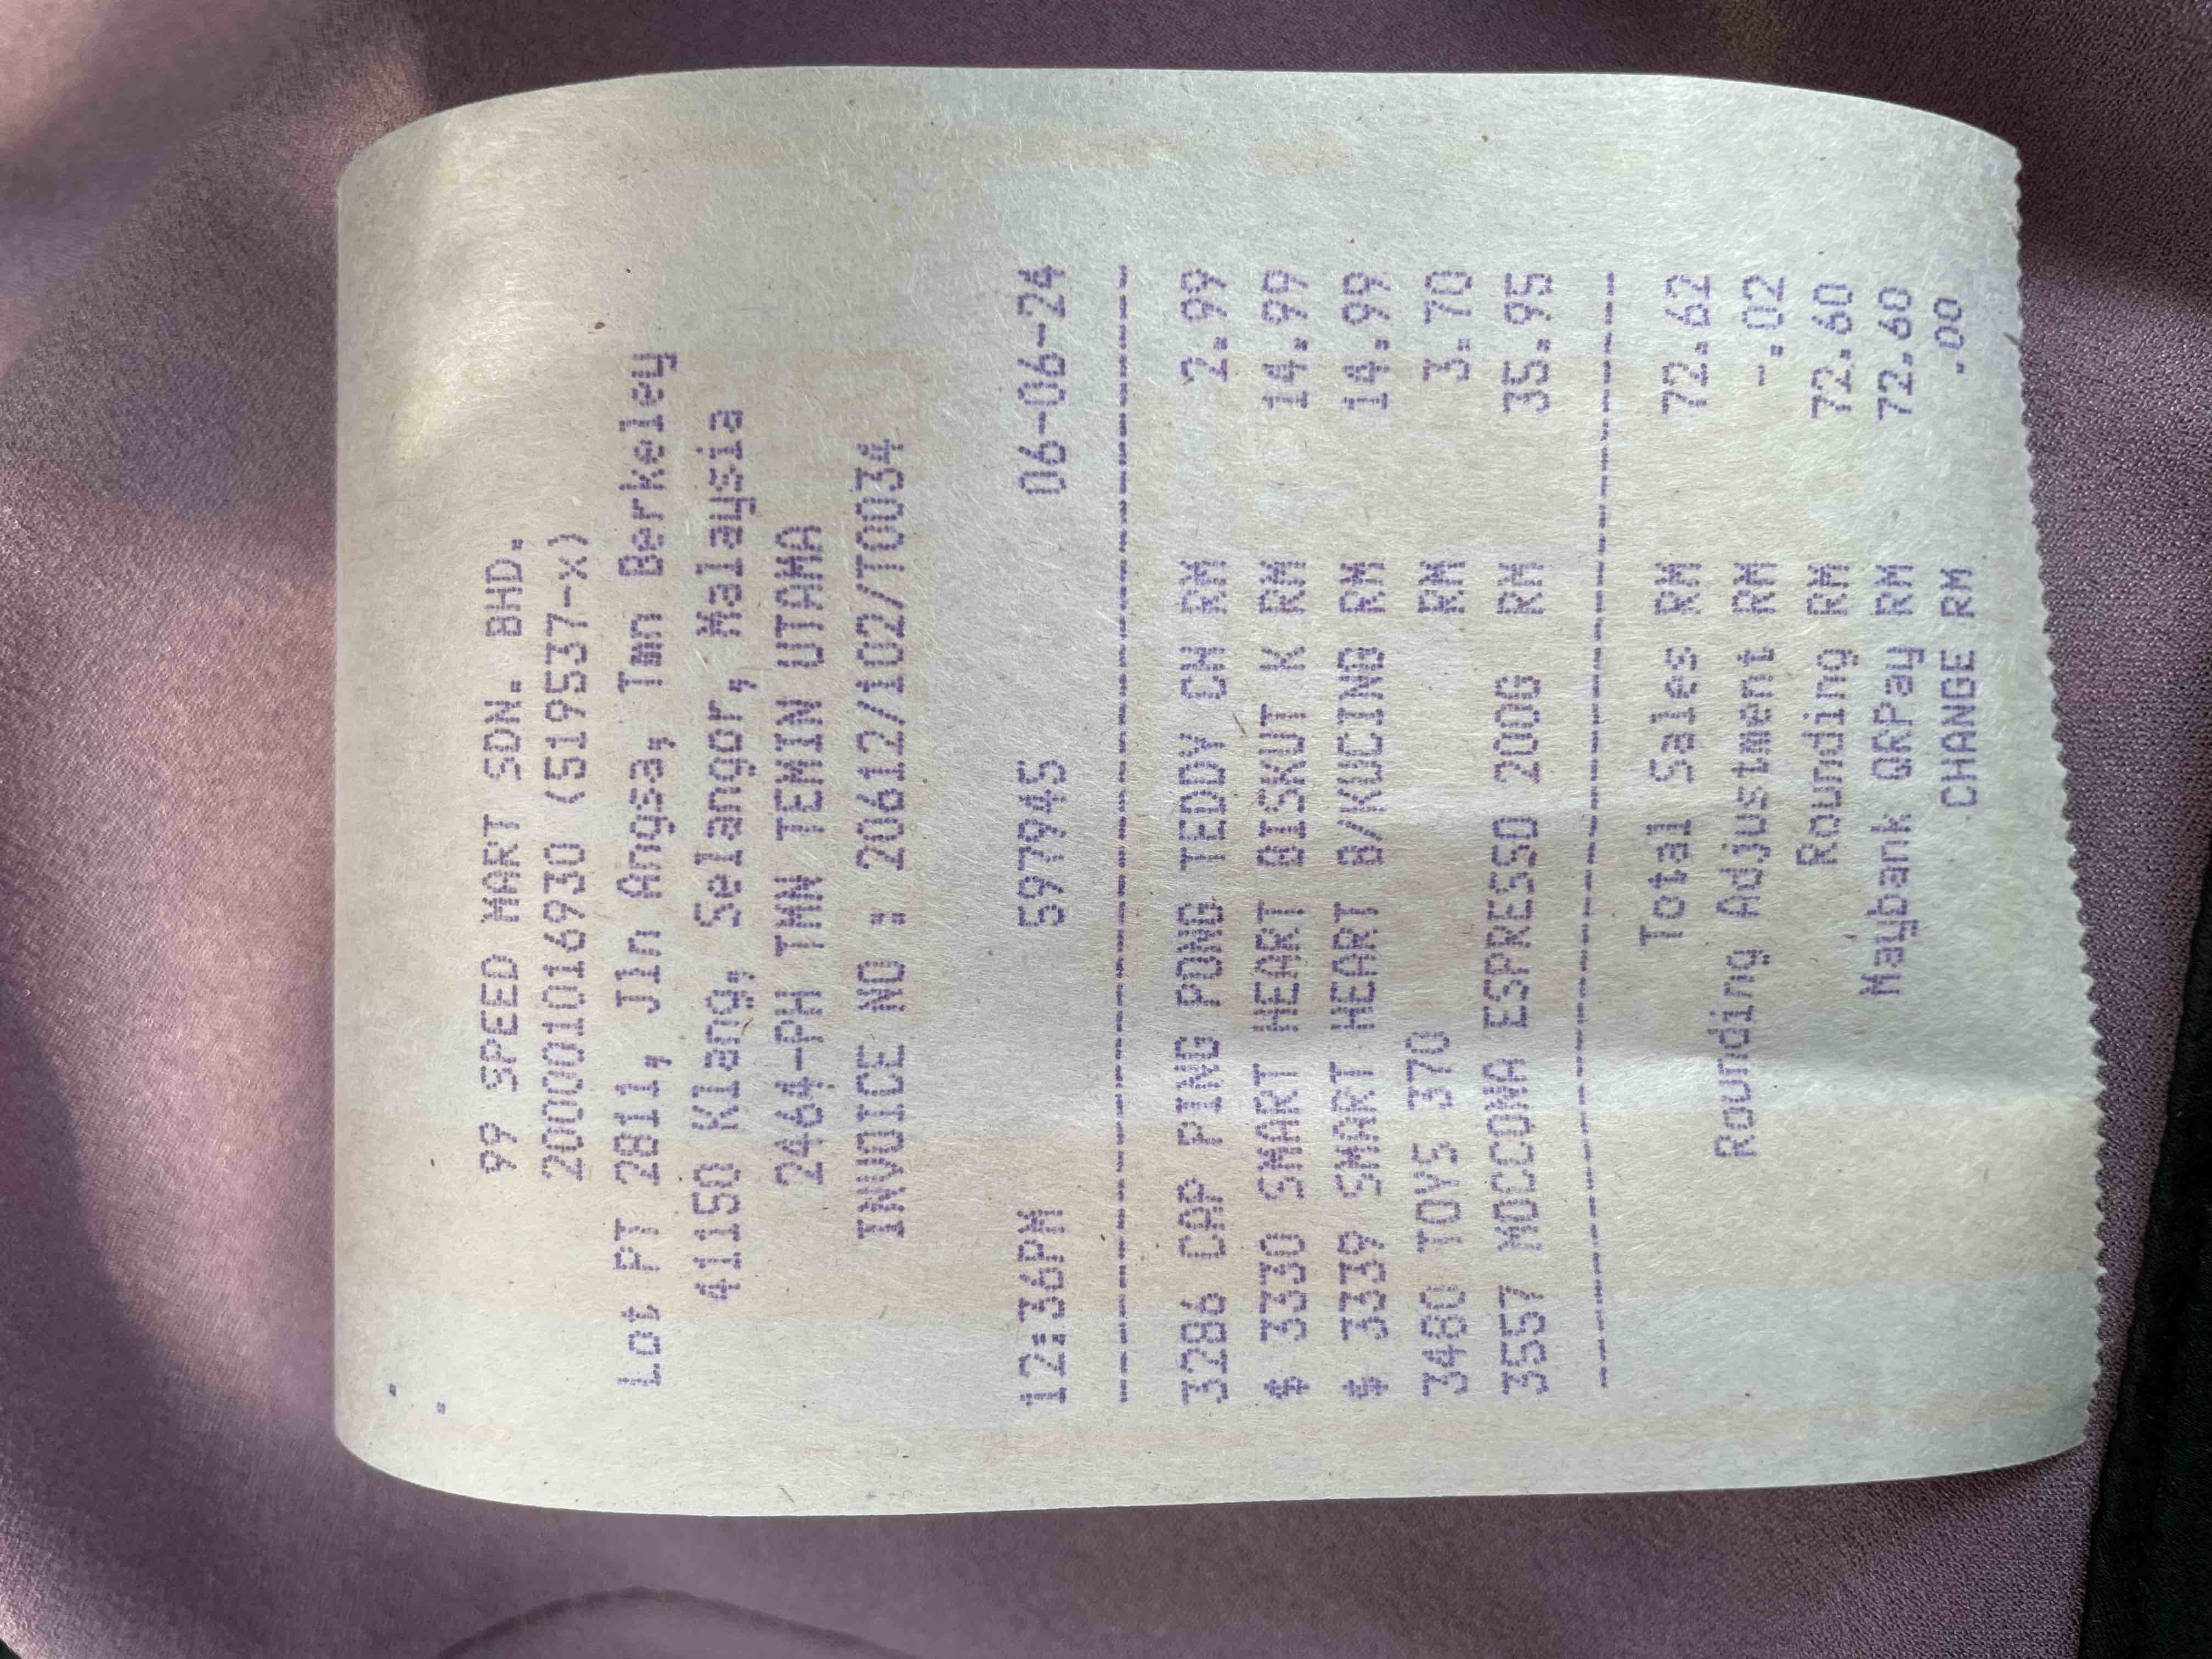 99 SPEED MART SDN. BHD.
200001016930 (519537-X)
Lot PT 2811, Jln Angsa, Tmn Berkeley
41150 Klang, Selangor, Malaysia
2464-PH TMN TEMIN UTAMA
INVOICE NO : 20612/102/T0034
12:36PM 597945 06-06-24
3286 CAP PING PONG TEDDY CH RM 2.99
$ 3330 SMART HEART BISKUT K RM 14.99
$ 3339 SMART HEART B/KUCING RM 14.99
3480 TOYS 370 RM 3.70
3557 MOCCONA ESPRESSO 200G RM 35.95
Total Sales RM 72.62
Rounding Adjustment RM -.02
Rounding RM 72.60
Maybank QRPay RM 72.60
CHANGE RM .00